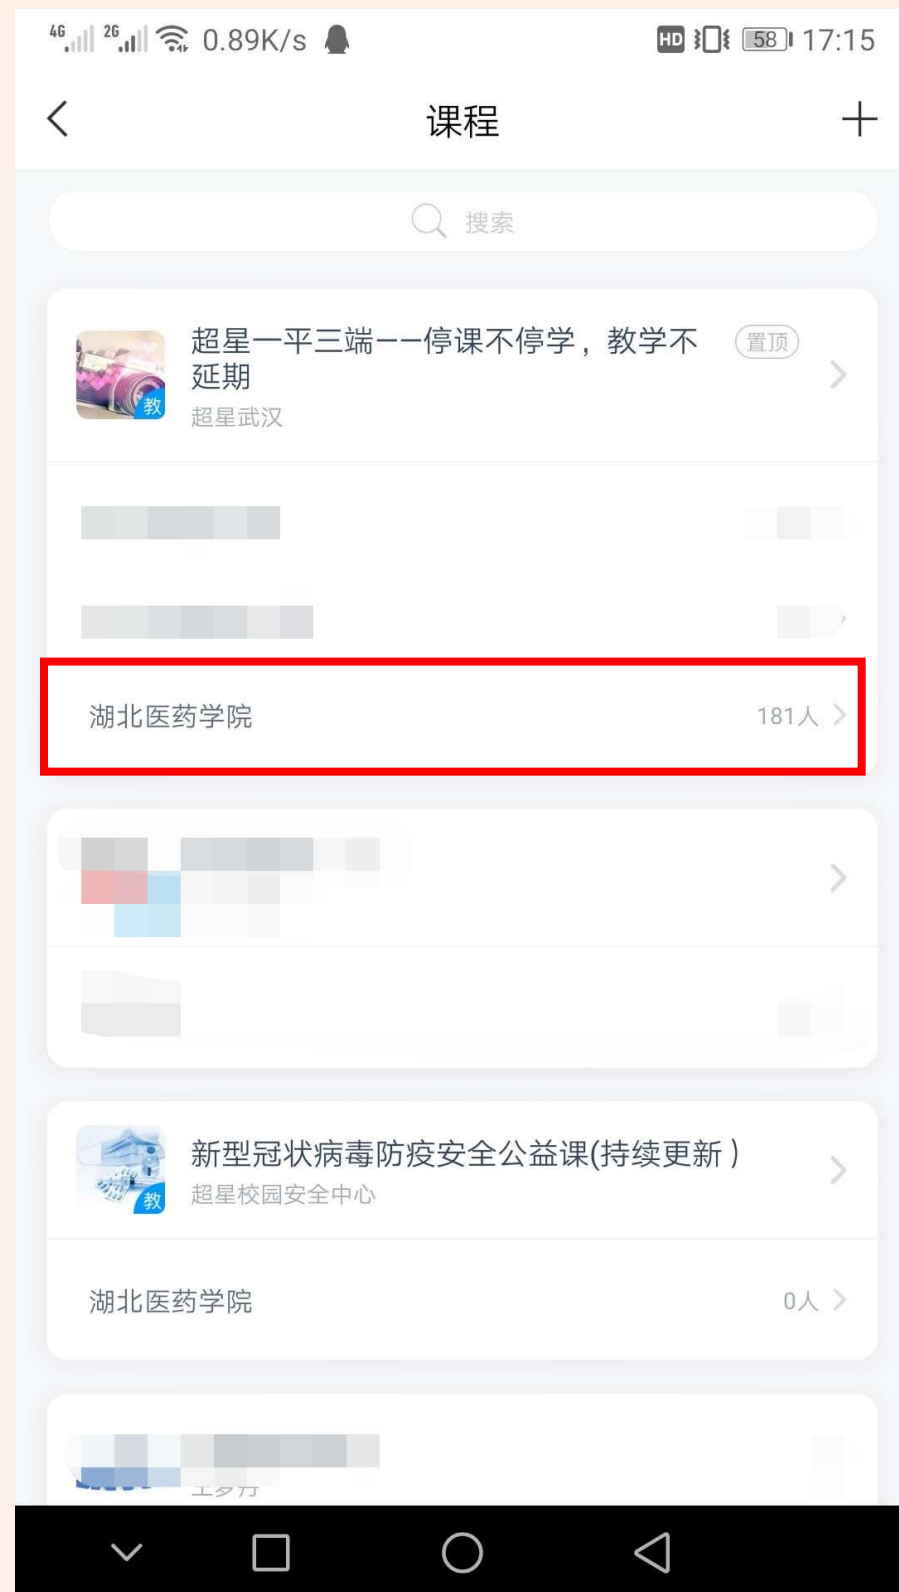 4G 2G 0.89K/s HD 58 17:15
课程
搜索
超星一平三端——停课不停学，教学不 置顶
延期
教
超星武汉
湖北医药学院 181人
新型冠状病毒防疫安全公益课(持续更新）
教
超星校园安全中心
湖北医药学院 0人